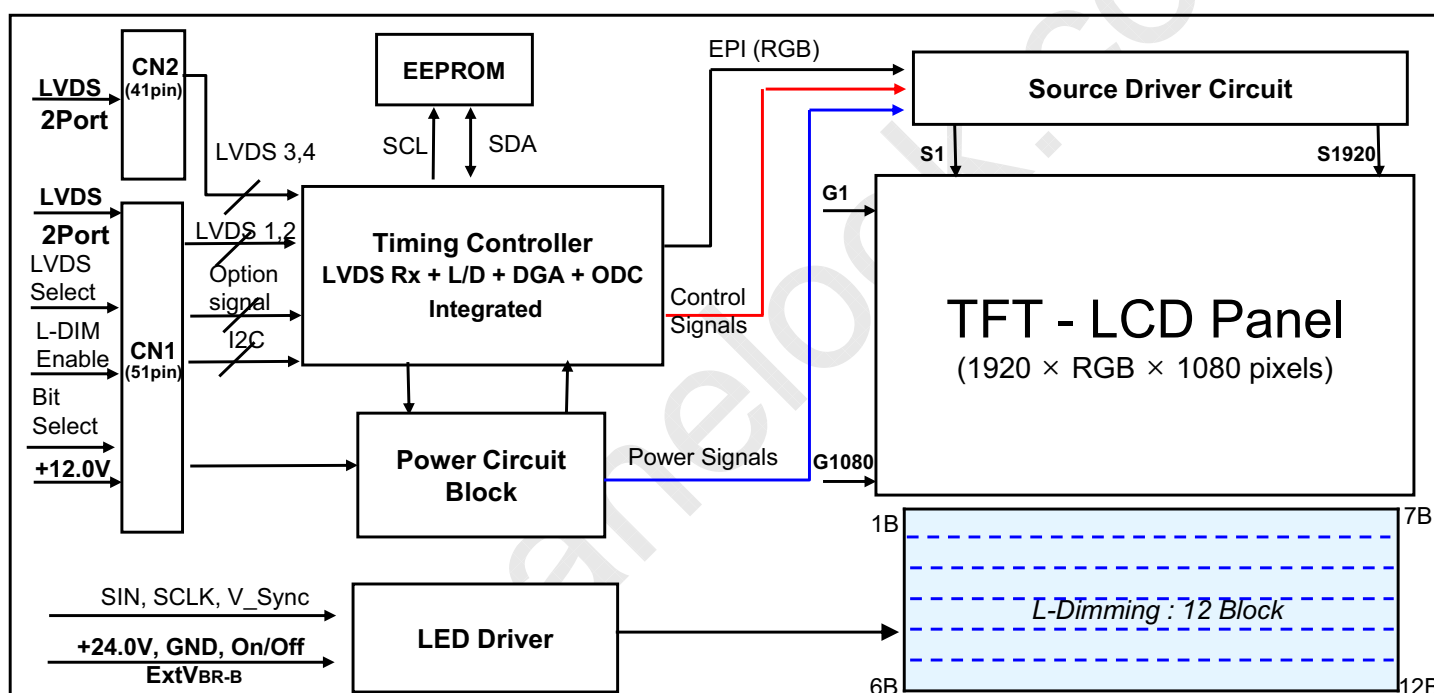 CN2
(41pin)
LVDS
2Port
EEPROM
EPI (RGB)
Source Driver Circuit
SCL
SDA
S1
S1920
LVDS 3,4
LVDS
2Port
LVDS 1,2
G1
Timing Controller
LVDS Rx + L/D + DGA + ODC
Integrated
LVDS
Select
Option
signal
Control
Signals
TFT - LCD Panel
(1920 × RGB × 1080 pixels)
L-DIM
Enable
CN1
(51pin)
I2C
Bit
Select
+12.0V
Power Circuit
Block
Power Signals
G1080
1B
7B
SIN, SCLK, V_Sync
LED Driver
L-Dimming : 12 Block
+24.0V, GND, On/Off
ExtVBR-B
6B